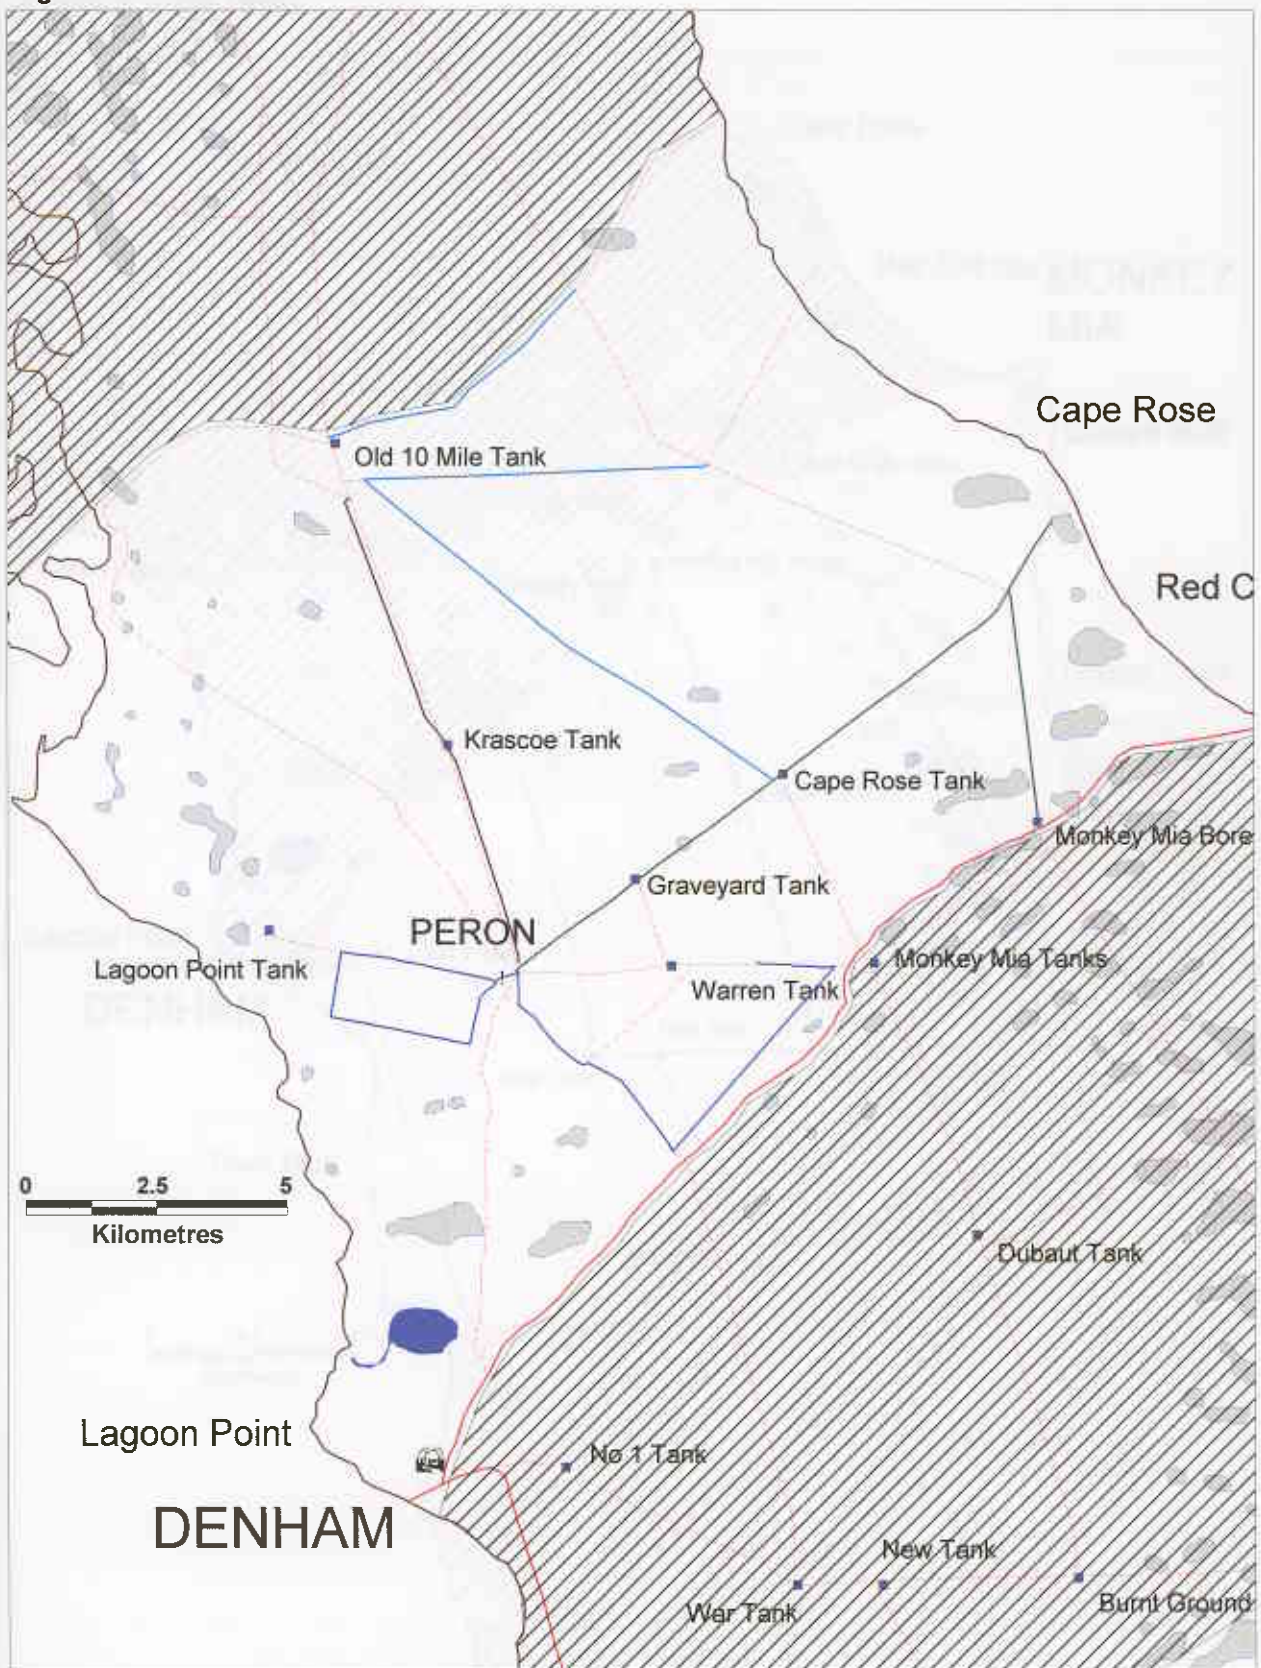 Cape Rose
Old 10 Mile Tank
Red C
Krascoe Tank
Cape Rose Tank
Monkey Mia Bore
Graveyard Tank
PERON
Lagoon Point Tank
Monkey Mia Tanks
Warren Tank
0 2.5 5
Kilometres
Dubaut Tank
Lagoon Point
No 1 Tank
DENHAM
New Tank
War Tank
Burnt Ground